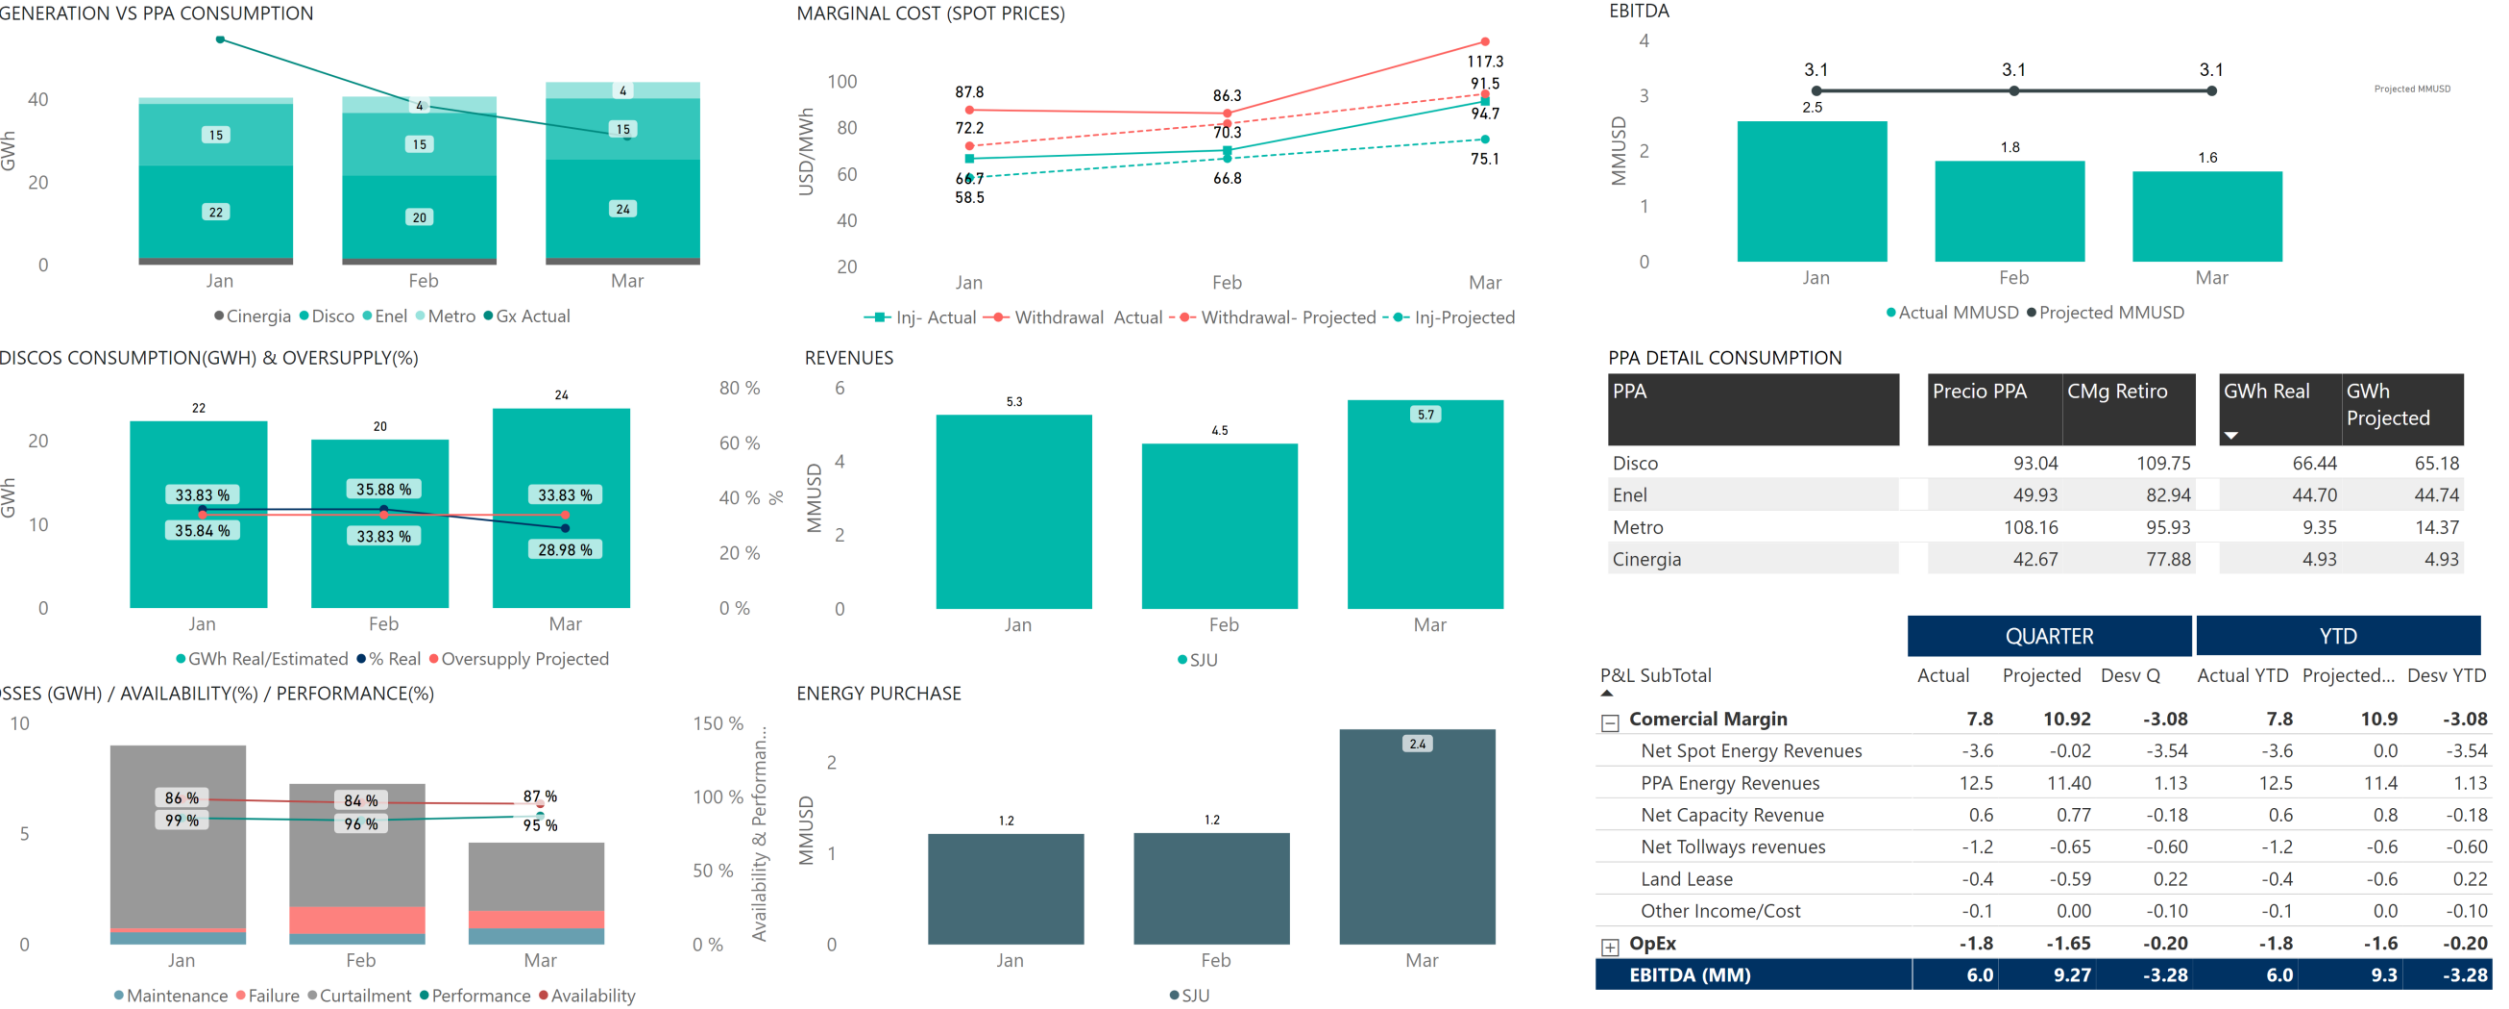 GENERATION VS PPA CONSUMPTION
GWh
40
20
0
4
4
15
15
15
22
20
24
Jan
Feb
Mar
Cinergia
Disco
Enel
Metro
Gx Actual
MARGINAL COST (SPOT PRICES)
USD/MWh
100
80
60
40
20
87.8
86.3
117.3
91.5
72.2
70.3
94.7
66.7
66.8
75.1
58.5
Jan
Feb
Mar
Inj- Actual
Withdrawal Actual
Withdrawal- Projected
Inj-Projected
EBITDA
MMUSD
4
3
2
1
0
3.1
3.1
3.1
2.5
1.8
1.6
Projected MMUSD
Jan
Feb
Mar
Actual MMUSD
Projected MMUSD
DISCOS CONSUMPTION(GWH) & OVERSUPPLY(%)
GWh
20
10
0
22
20
24
33.83 %
35.88 %
33.83 %
35.84 %
33.83 %
28.98 %
80 %
60 %
40 %
20 %
0 %
%
Jan
Feb
Mar
GWh Real/Estimated
% Real
Oversupply Projected
REVENUES
MMUSD
6
4
2
0
5.3
4.5
5.7
Jan
Feb
Mar
SJU
PPA DETAIL CONSUMPTION
PPA Precio PPA CMg Retiro GWh Real GWh
Projected
Disco 93.04 109.75 66.44 65.18
Enel 49.93 82.94 44.70 44.74
Metro 108.16 95.93 9.35 14.37
Cinergia 42.67 77.88 4.93 4.93
OSSES (GWH) / AVAILABILITY(%) / PERFORMANCE(%)
10
5
0
86 %
84 %
87 %
99 %
96 %
95 %
150 %
100 %
50 %
0 %
Availability & Performan...
Jan
Feb
Mar
Maintenance
Failure
Curtailment
Performance
Availability
ENERGY PURCHASE
MMUSD
2
1
0
1.2
1.2
2.4
Jan
Feb
Mar
SJU
QUARTER YTD
P&L SubTotal Actual Projected Desv Q Actual YTD Projected... Desv YTD
Comercial Margin 7.8 10.92 -3.08 7.8 10.9 -3.08
Net Spot Energy Revenues -3.6 -0.02 -3.54 -3.6 0.0 -3.54
PPA Energy Revenues 12.5 11.40 1.13 12.5 11.4 1.13
Net Capacity Revenue 0.6 0.77 -0.18 0.6 0.8 -0.18
Net Tollways revenues -1.2 -0.65 -0.60 -1.2 -0.6 -0.60
Land Lease -0.4 -0.59 0.22 -0.4 -0.6 0.22
Other Income/Cost -0.1 0.00 -0.10 -0.1 0.0 -0.10
OpEx -1.8 -1.65 -0.20 -1.8 -1.6 -0.20
EBITDA (MM) 6.0 9.27 -3.28 6.0 9.3 -3.28